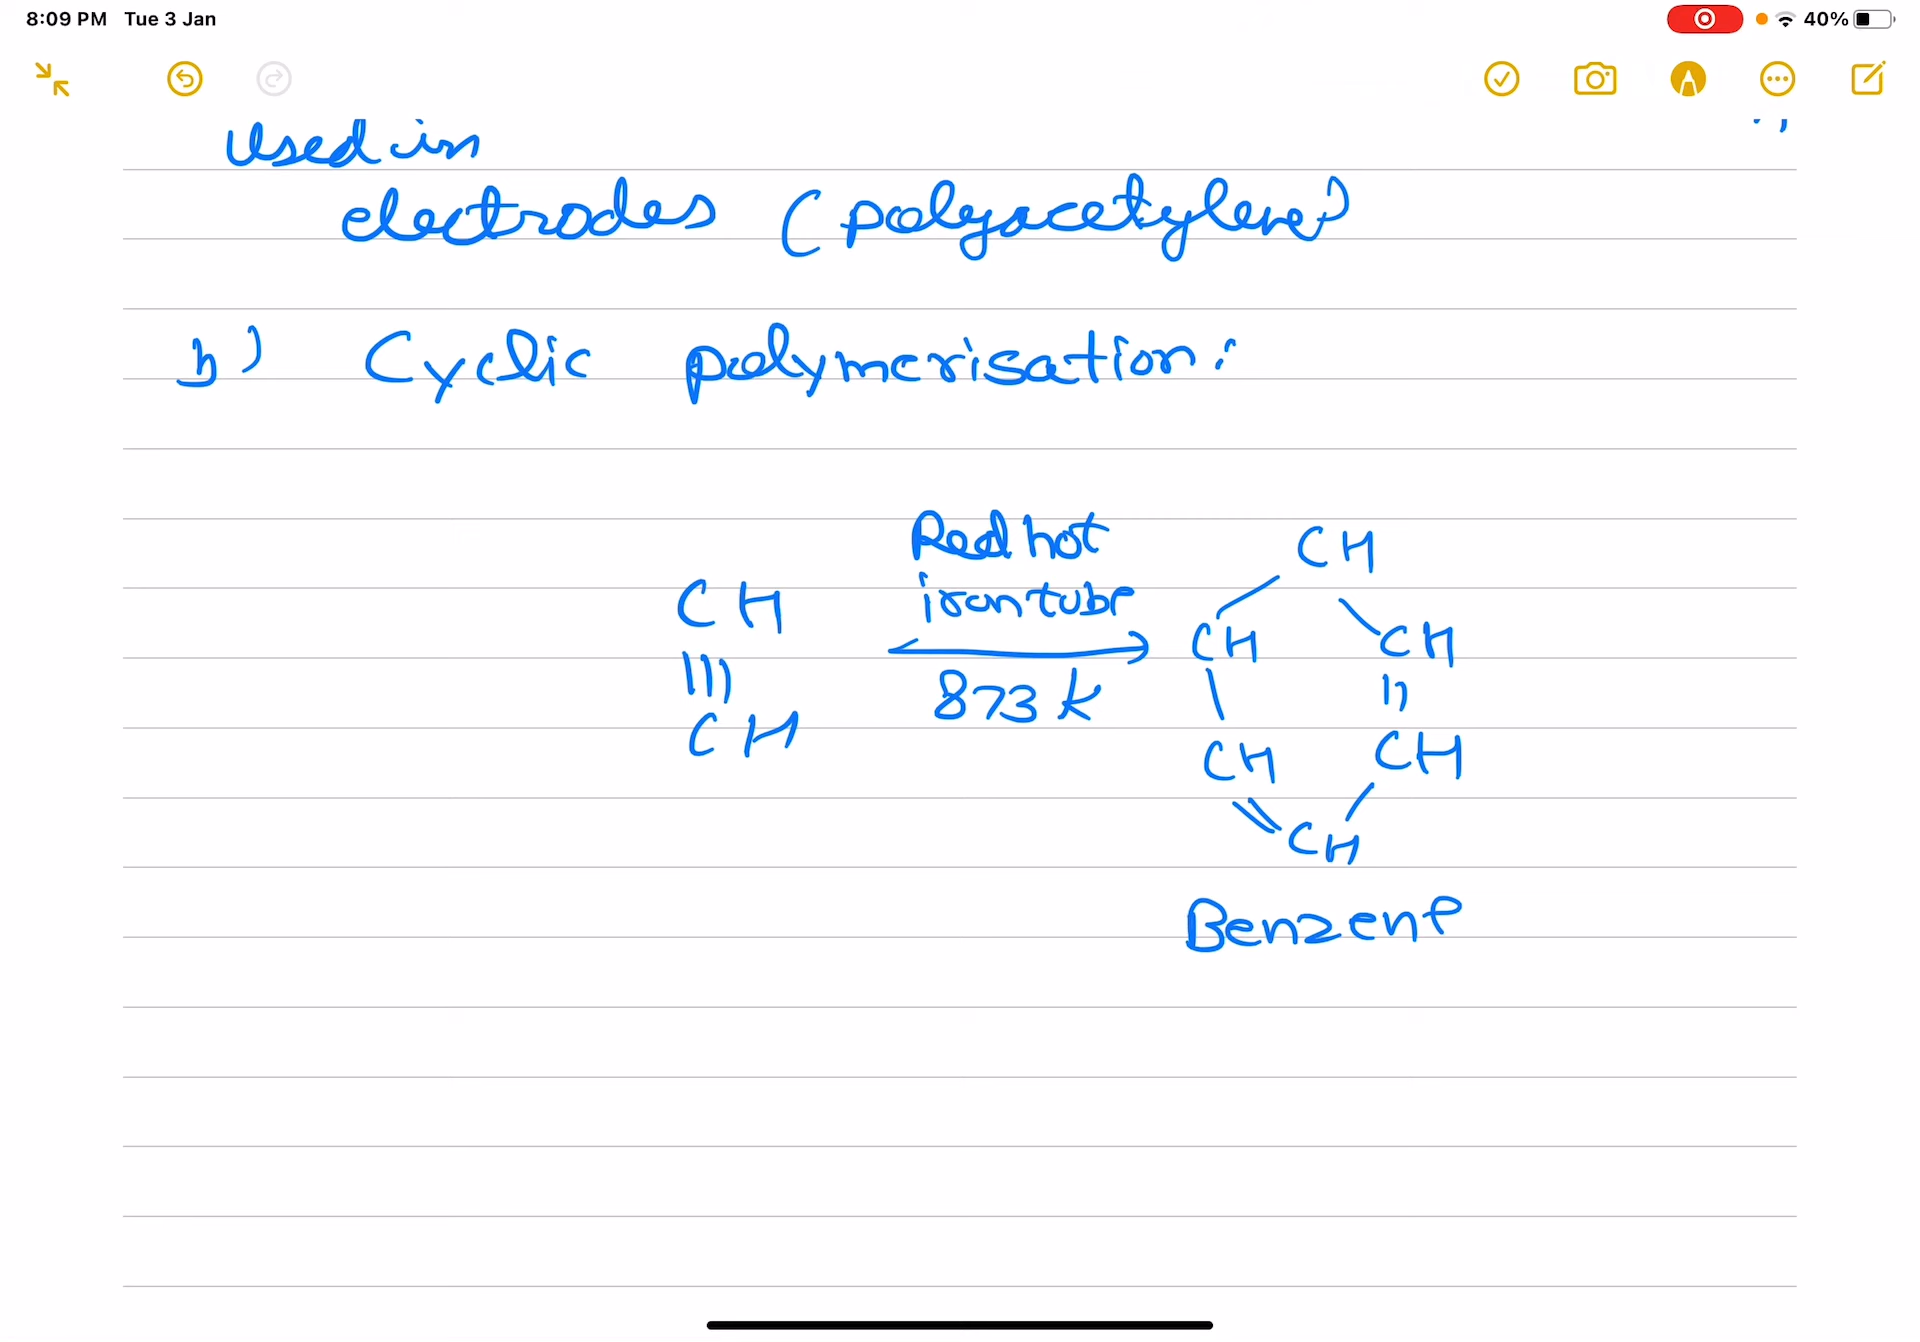 8:09 PM Tue 3 Jan 40%
used in
electrodes (polyacetylene)
b) Cyclic polymerisation:
Red hot
iron tube
873 k
CH
CH
CH
CH
CH
CH
CH
CH
Benzene